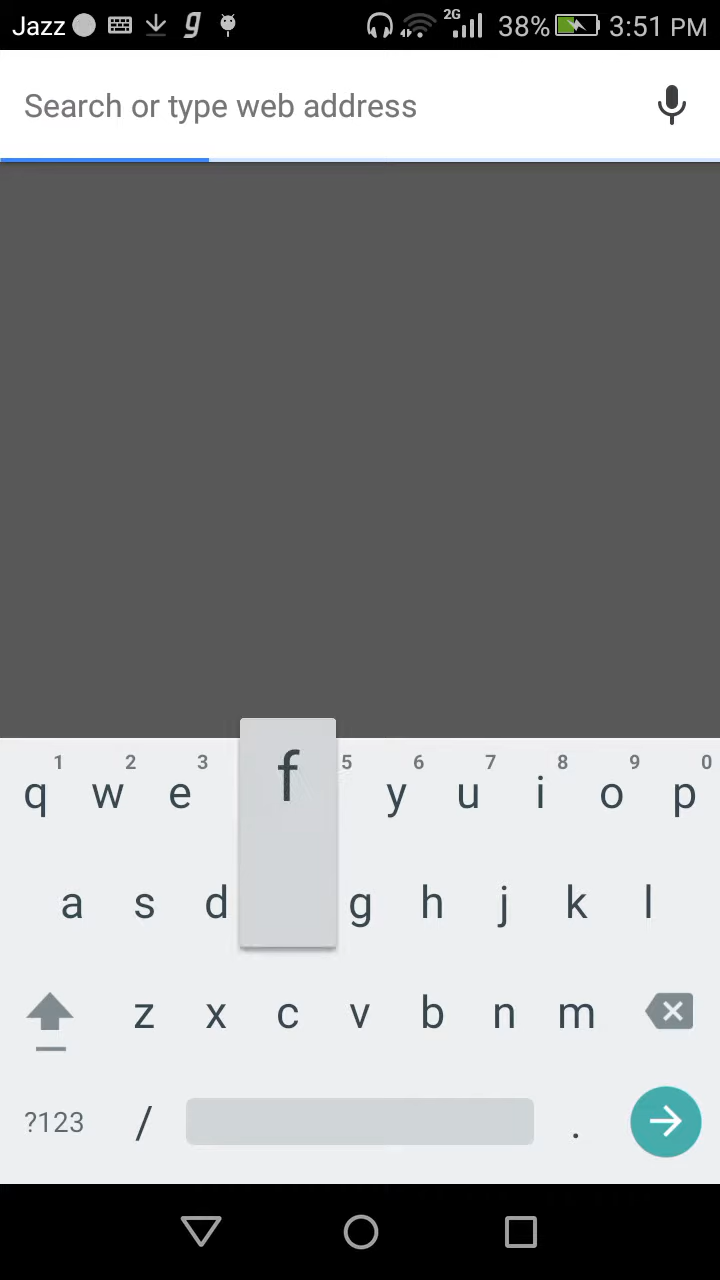 Jazz g 2G 38% 3:51 PM
Search or type web address
1 2 3 5 6 7 8 9 0
q w e f y u i o p
a s d g h j k l
z x c v b n m
?123 / .